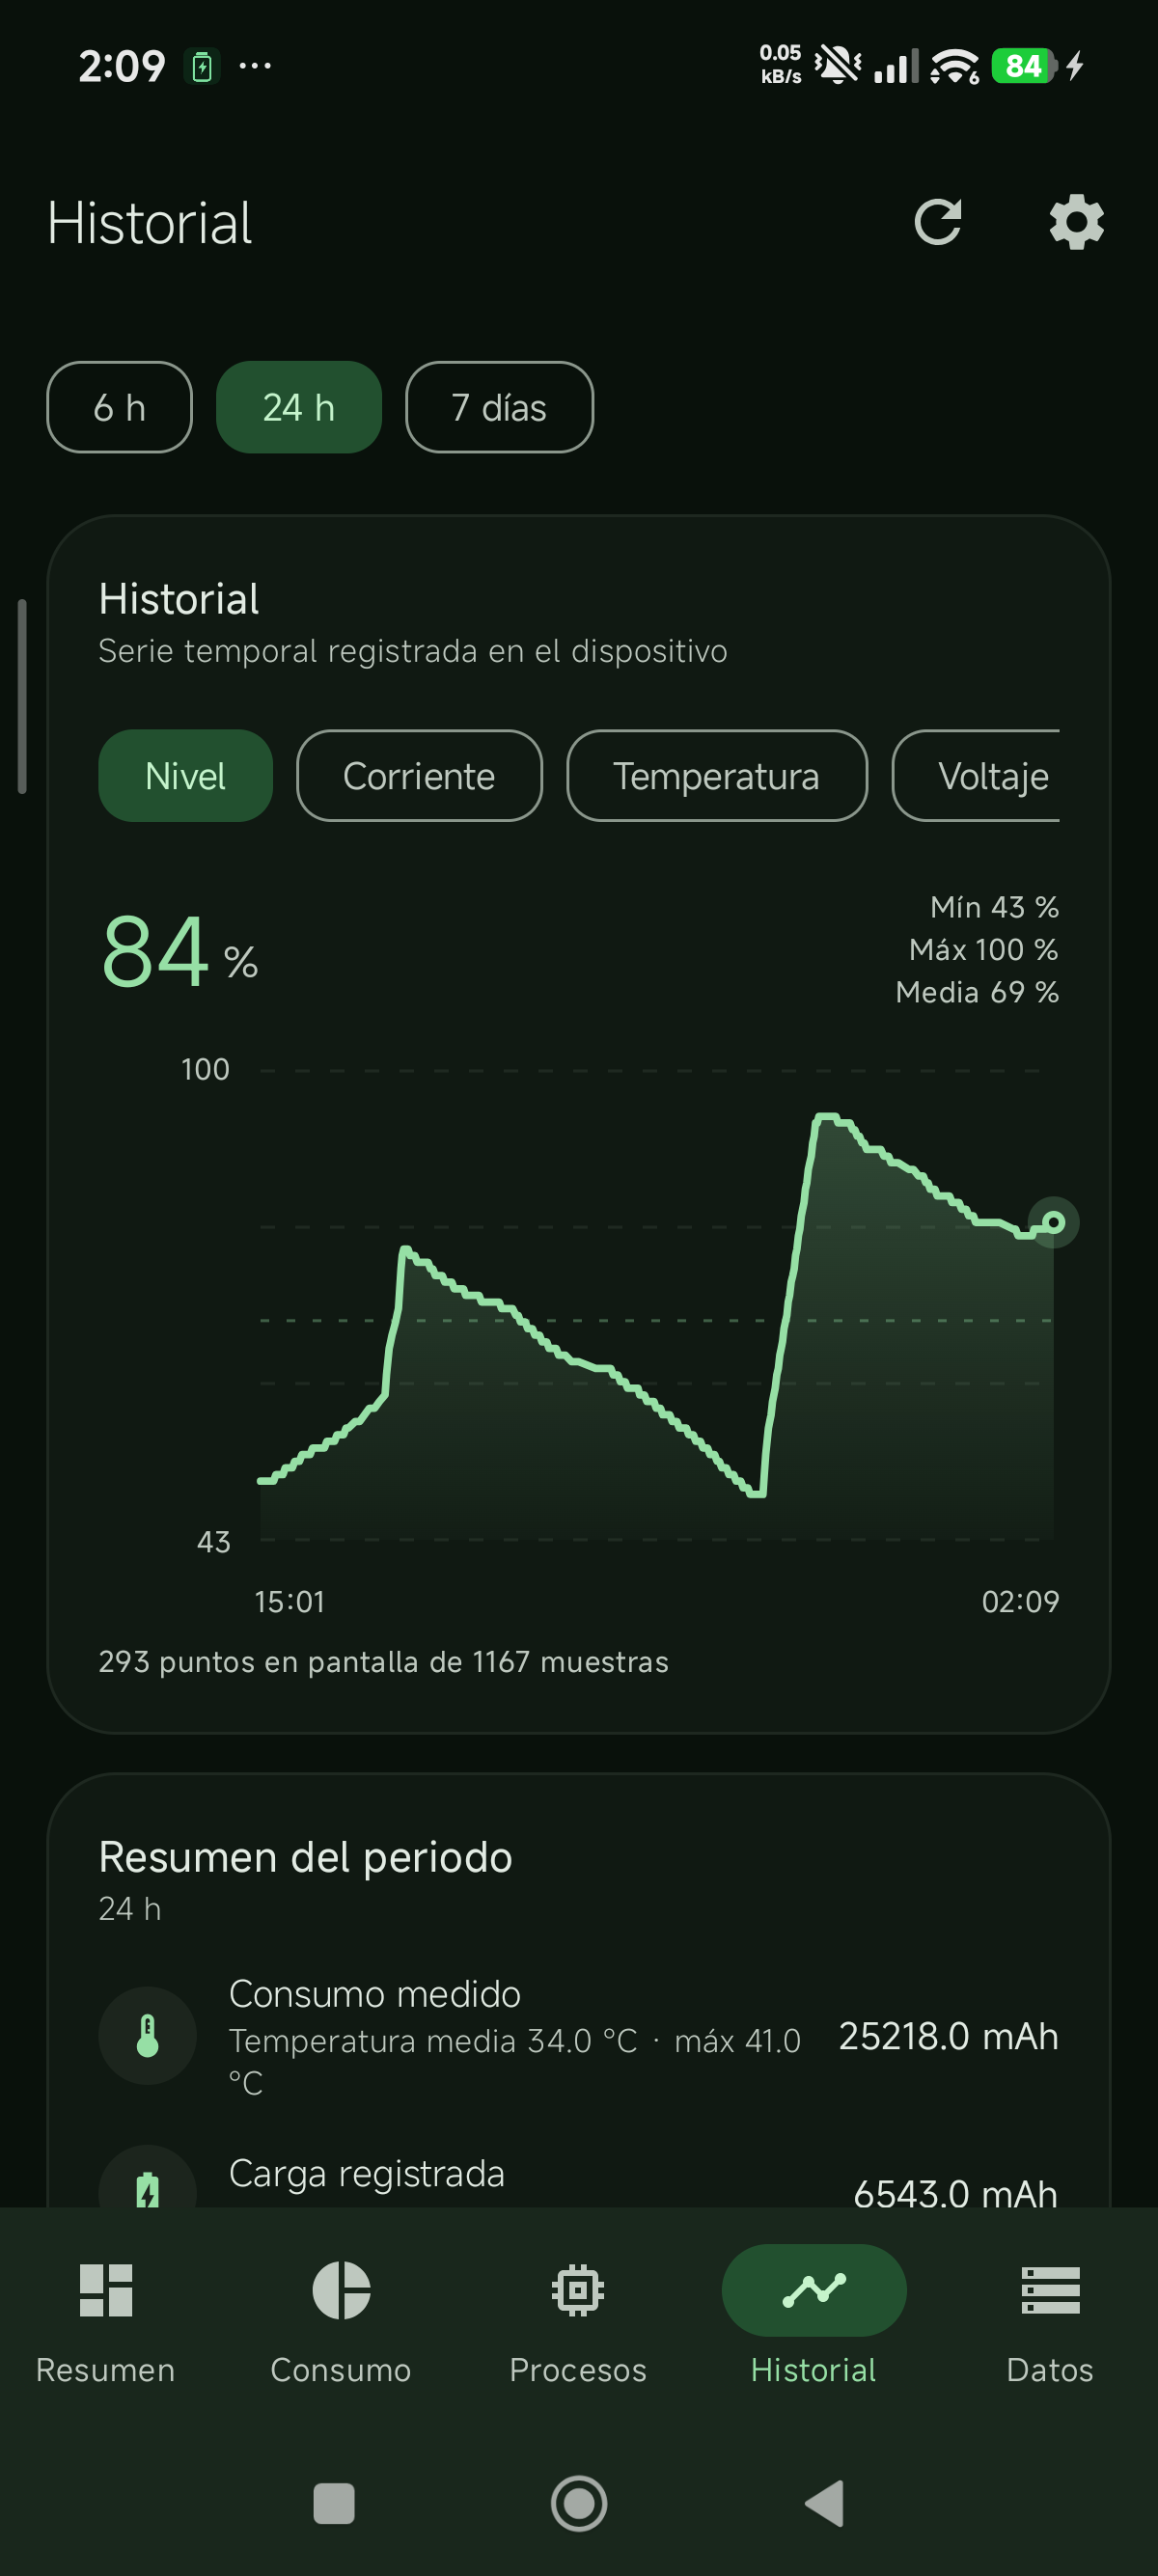 2:09
0.05
kB/s
6
84
Historial
6 h
24 h
7 días
Historial
Serie temporal registrada en el dispositivo
Nivel
Corriente
Temperatura
Voltaje
84 %
Mín 43 %
Máx 100 %
Media 69 %
100
43
15:01
02:09
293 puntos en pantalla de 1167 muestras
Resumen del periodo
24 h
Consumo medido
Temperatura media 34.0 °C · máx 41.0
°C
25218.0 mAh
Carga registrada
6543.0 mAh
Resumen
Consumo
Procesos
Historial
Datos